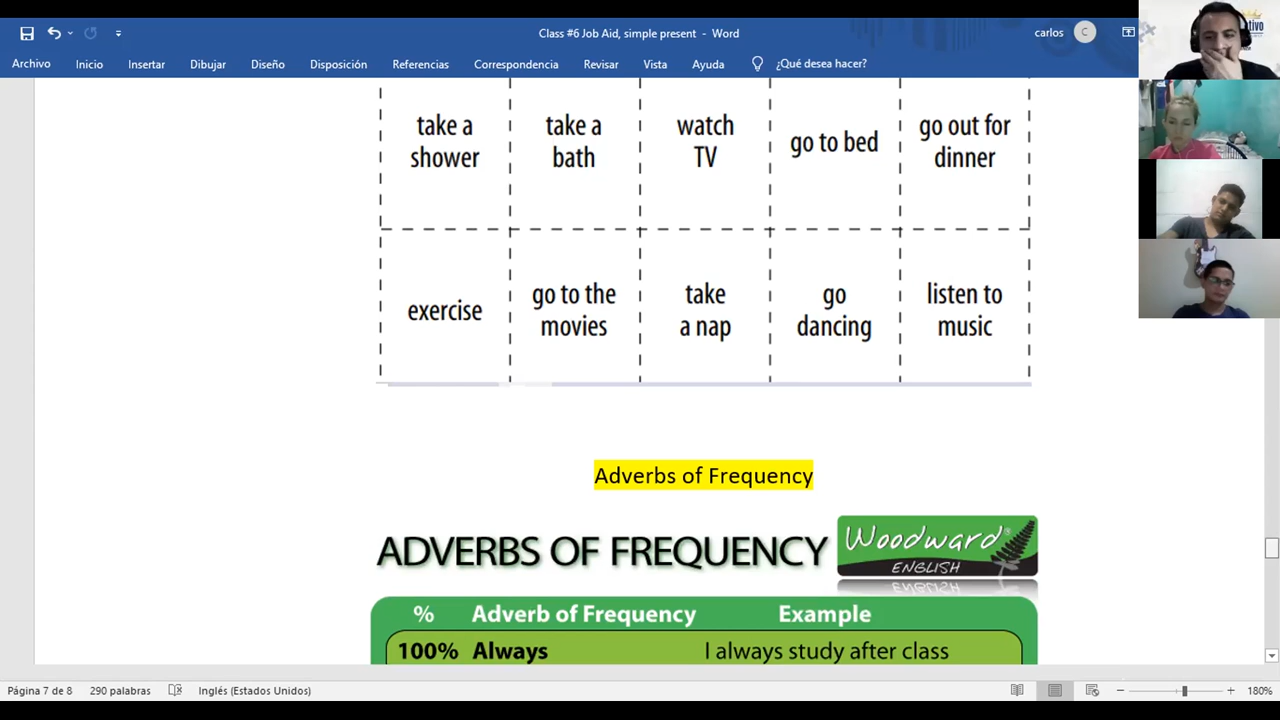 Class #6 Job Aid, simple present - Word
carlos
C
Archivo Inicio Insertar Dibujar Diseño Disposición Referencias Correspondencia Revisar Vista Ayuda ¿Qué desea hacer?
take a shower
take a bath
watch TV
go to bed
go out for dinner
exercise
go to the movies
take a nap
go dancing
listen to music
Adverbs of Frequency
ADVERBS OF FREQUENCY
Woodward
ENGLISH
% Adverb of Frequency Example
100% Always I always study after class
Página 7 de 8 290 palabras Inglés (Estados Unidos) 180%